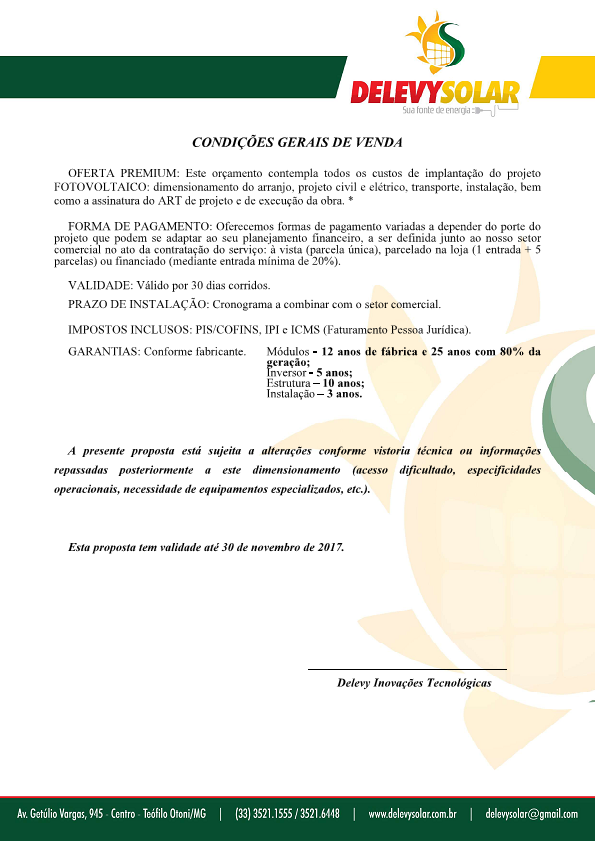 DELEVYSOLAR
Sua fonte de energia
CONDIÇÕES GERAIS DE VENDA
OFERTA PREMIUM: Este orçamento contempla todos os custos de implantação do projeto
FOTOVOLTAICO: dimensionamento do arranjo, projeto civil e elétrico, transporte, instalação, bem
como a assinatura do ART de projeto e de execução da obra. *
FORMA DE PAGAMENTO: Oferecemos formas de pagamento variadas a depender do porte do
projeto que podem se adaptar ao seu planejamento financeiro, a ser definida junto ao nosso setor
comercial no ato da contratação do serviço: à vista (parcela única), parcelado na loja (1 entrada + 5
parcelas) ou financiado (mediante entrada mínima de 20%).
VALIDADE: Válido por 30 dias corridos.
PRAZO DE INSTALAÇÃO: Cronograma a combinar com o setor comercial.
IMPOSTOS INCLUSOS: PIS/COFINS, IPI e ICMS (Faturamento Pessoa Jurídica).
GARANTIAS: Conforme fabricante. Módulos - 12 anos de fábrica e 25 anos com 80% da
geração;
Inversor - 5 anos;
Estrutura – 10 anos;
Instalação – 3 anos.
A presente proposta está sujeita a alterações conforme vistoria técnica ou informações
repassadas posteriormente a este dimensionamento (acesso dificultado, especificidades
operacionais, necessidade de equipamentos especializados, etc.).
Esta proposta tem validade até 30 de novembro de 2017.
Delevy Inovações Tecnológicas
Av. Getúlio Vargas, 945 - Centro - Teófilo Otoni/MG | (33) 3521.1555 / 3521.6448 | www.delevysolar.com.br | delevysolar@gmail.com